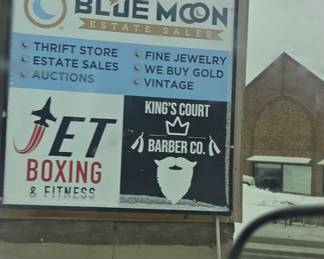 BLUE MOON
ESTATE SALES
THRIFT STORE
ESTATE SALES
AUCTIONS
FINE JEWELRY
WE BUY GOLD
VINTAGE
JET
BOXING
& FITNESS
KING'S COURT
BARBER CO.